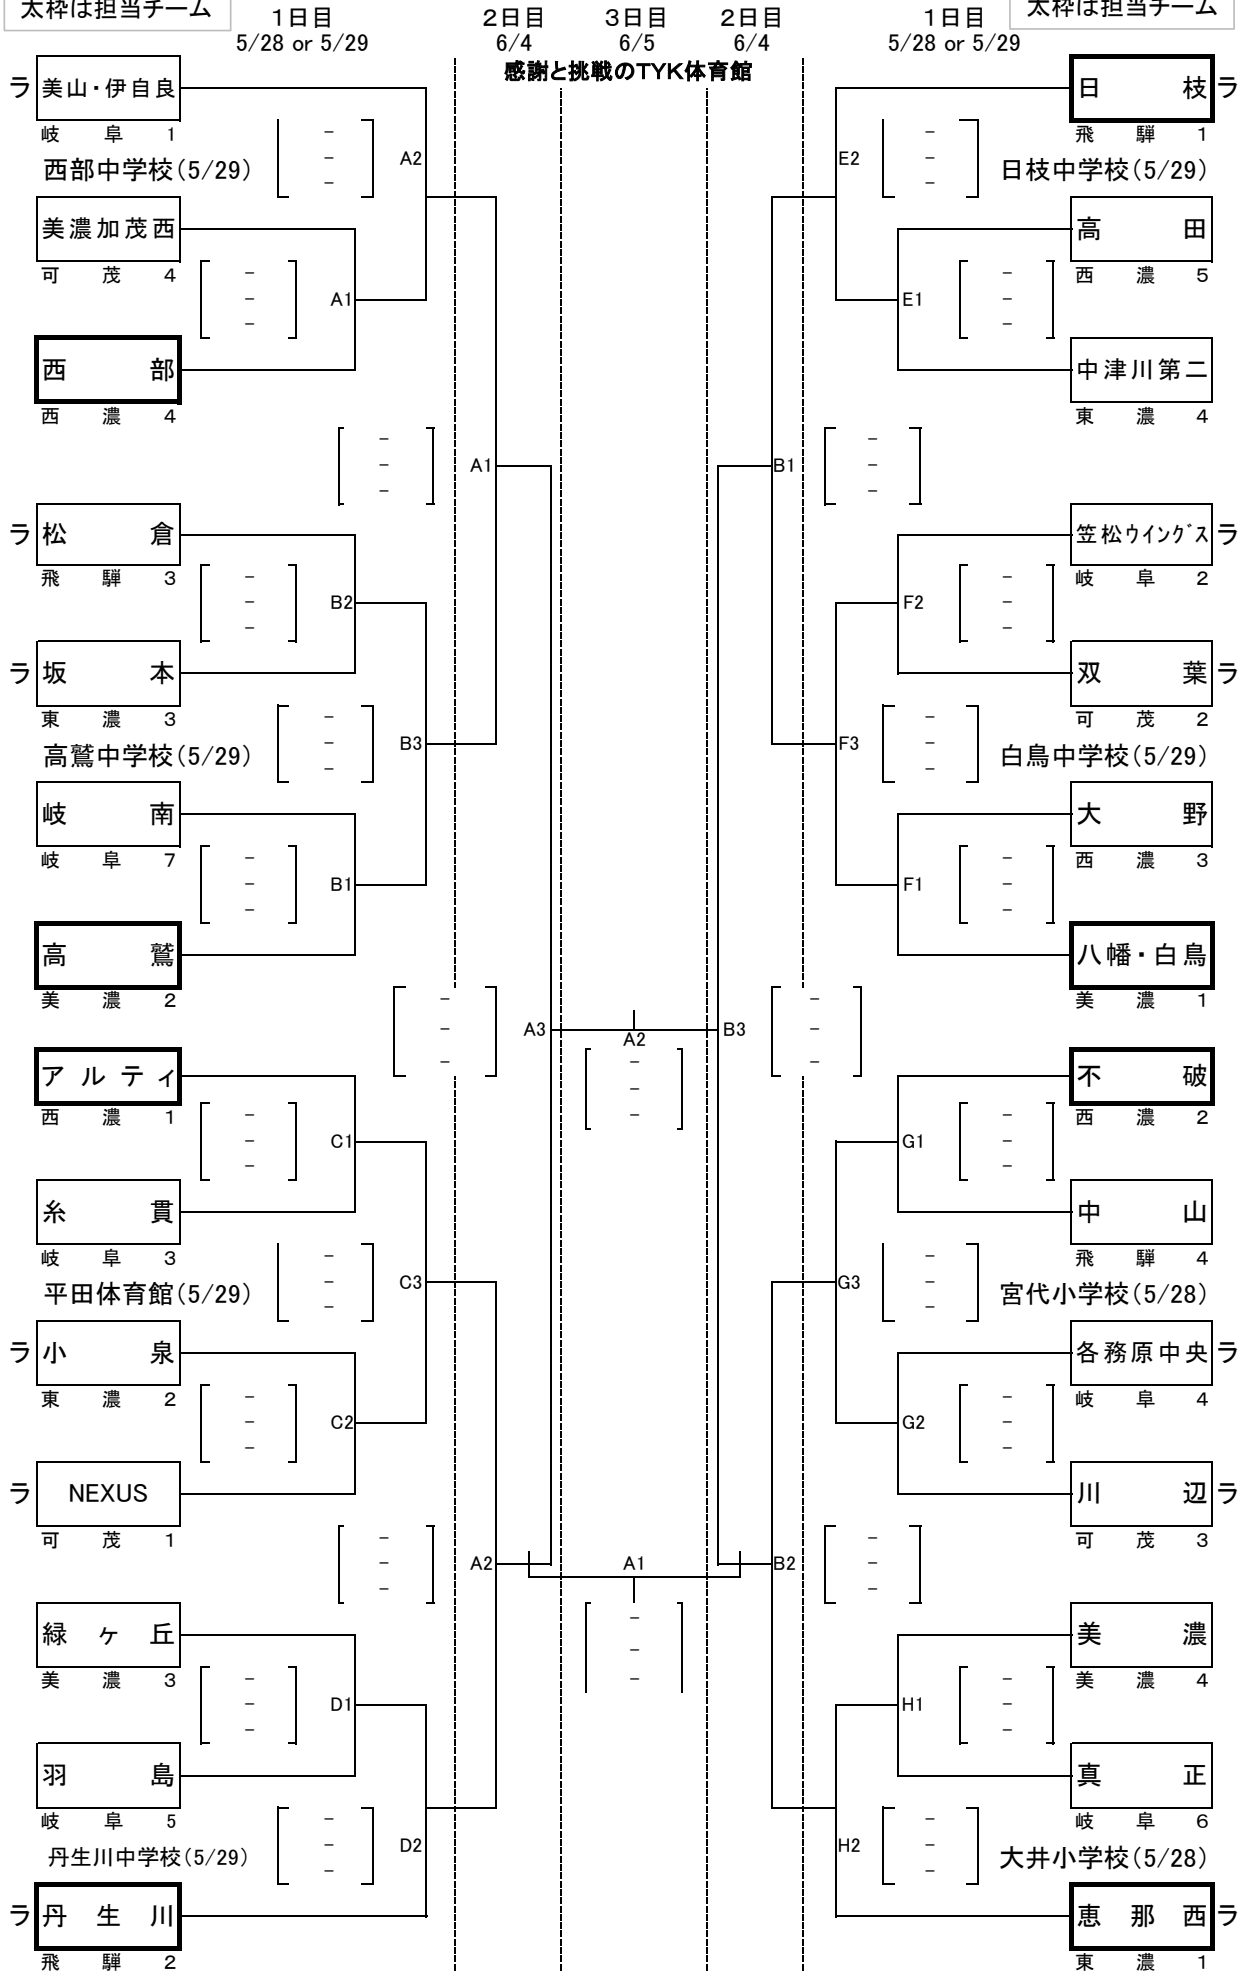 太枠は担当チーム
1日目
5/28 or 5/29
2日目
6/4
3日目
6/5
2日目
6/4
1日目
5/28 or 5/29
太枠は担当チーム
感謝と挑戦のTYK体育館
ラ 美山・伊自良
岐阜1
西部中学校(5/29)
- - -
A2
美濃加茂西
可茂4
- - -
A1
西部
西濃4
- - -
A1
ラ 松倉
飛騨3
- - -
B2
ラ 坂本
東濃3
高鷲中学校(5/29)
- - -
B3
岐南
岐阜7
- - -
B1
高鷲
美濃2
- - -
A3
アルティ
西濃1
- - -
C1
糸貫
岐阜3
平田体育館(5/29)
- - -
C3
ラ 小泉
東濃2
- - -
C2
ラ NEXUS
可茂1
- - -
A2
緑ヶ丘
美濃3
- - -
D1
羽島
岐阜5
丹生川中学校(5/29)
- - -
D2
ラ 丹生川
飛騨2
A2
- - -
A1
- - -
日枝 ラ
飛騨1
E2
- - -
日枝中学校(5/29)
高田
西濃5
E1
- - -
中津川第二
東濃4
B1
- - -
笠松ウイングス ラ
岐阜2
F2
- - -
双葉 ラ
可茂2
F3
- - -
白鳥中学校(5/29)
大野
西濃3
F1
- - -
八幡・白鳥
美濃1
B3
- - -
不破
西濃2
G1
- - -
中山
飛騨4
G3
- - -
宮代小学校(5/28)
各務原中央 ラ
岐阜4
G2
- - -
川辺 ラ
可茂3
B2
- - -
美濃
美濃4
H1
- - -
真正
岐阜6
H2
- - -
大井小学校(5/28)
恵那西 ラ
東濃1